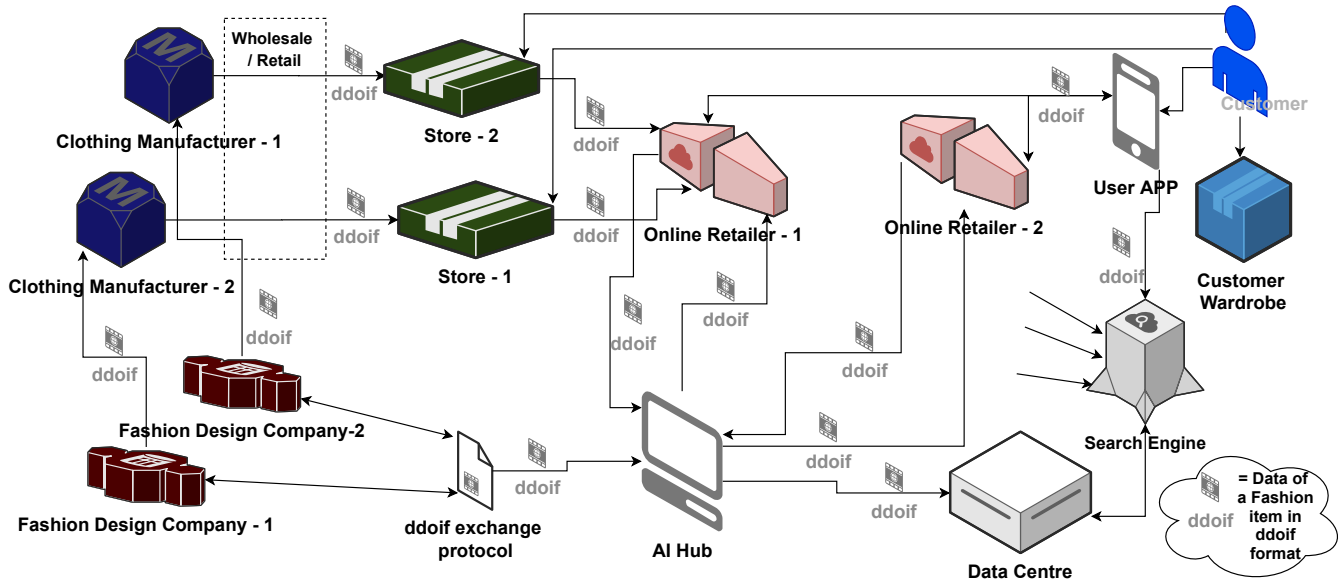 Wholesale
/ Retail
M
ddoif
Store - 2
Clothing Manufacturer - 1
ddoif
ddoif
Customer
User APP
M
ddoif
Store - 1
ddoif
Online Retailer - 1
Online Retailer - 2
Clothing Manufacturer - 2
ddoif
ddoif
Customer
Wardrobe
ddoif
ddoif
ddoif
ddoif
ddoif
Fashion Design Company-2
Search Engine
ddoif
ddoif
ddoif
Fashion Design Company - 1
ddoif exchange
protocol
AI Hub
Data Centre
= Data of
a Fashion
item in
ddoif
format
ddoif